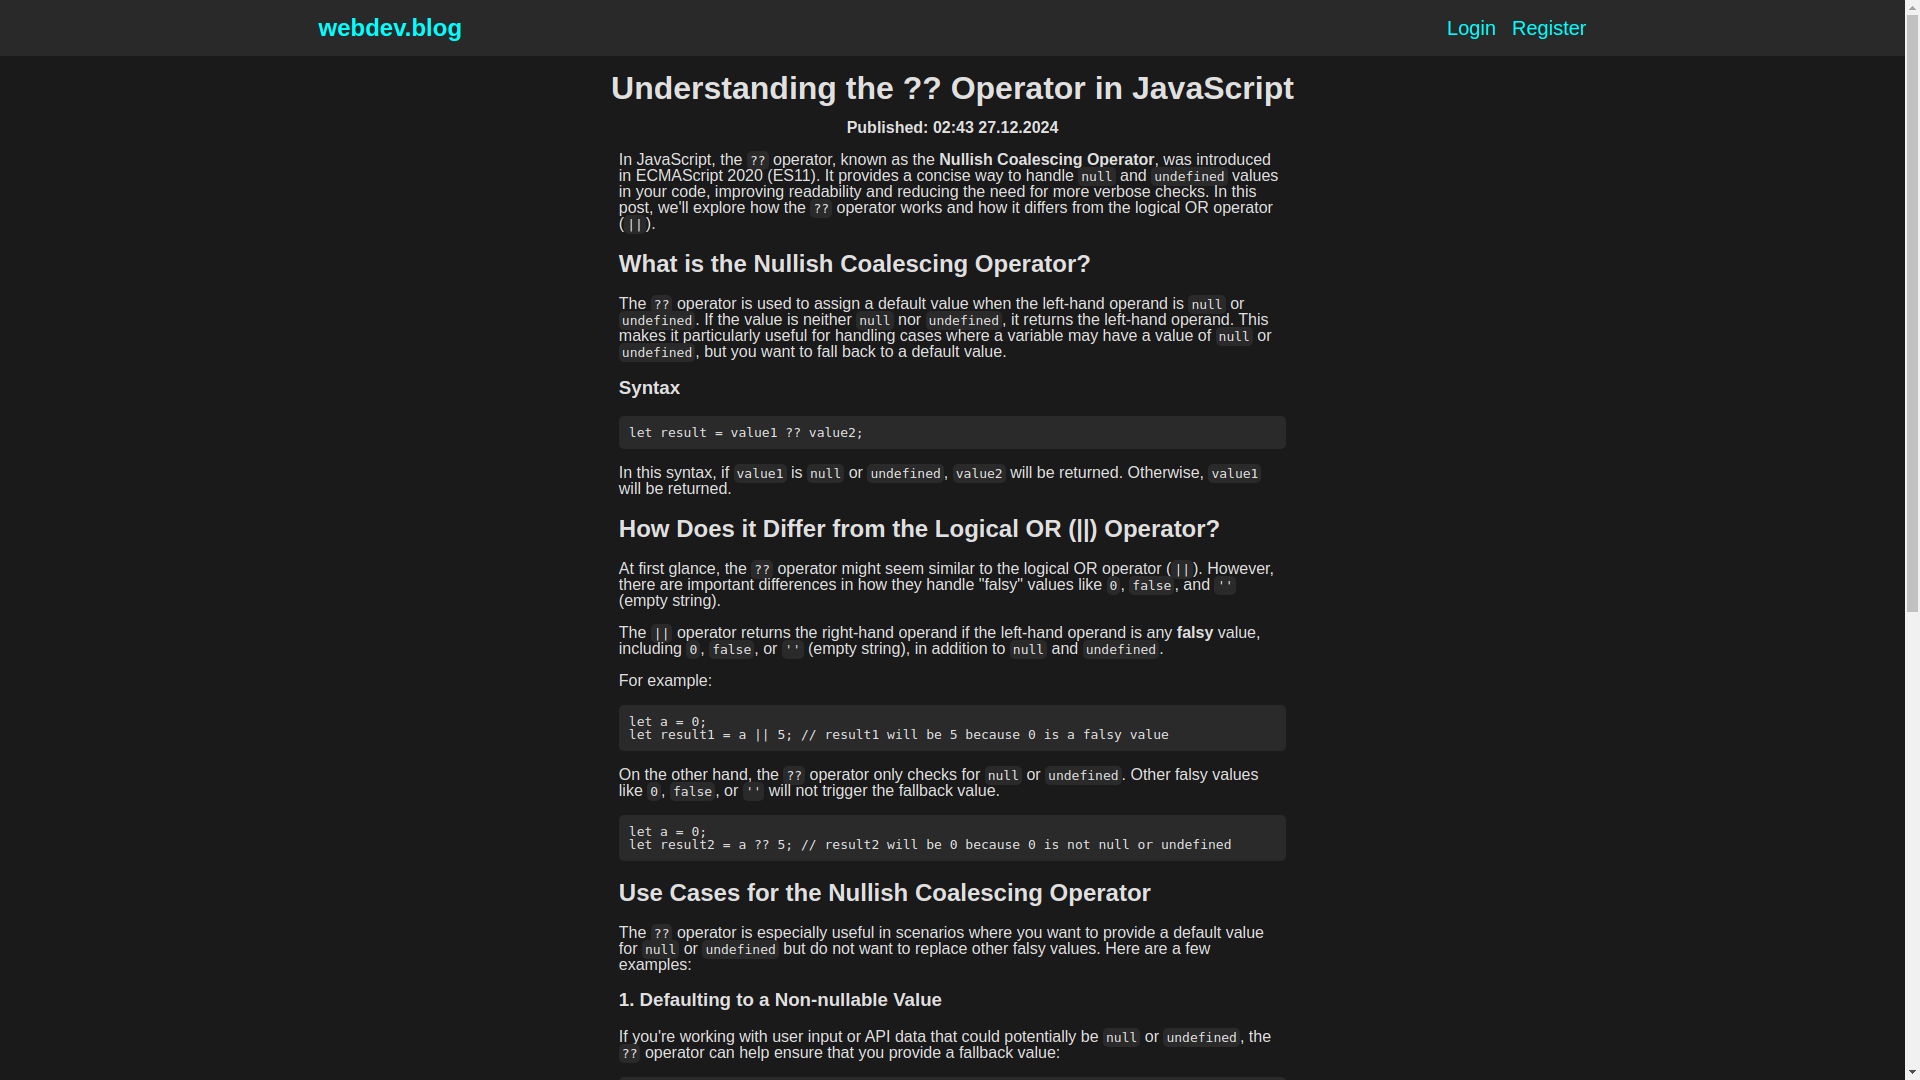 webdev.blog
Login Register
Understanding the ?? Operator in JavaScript
Published: 02:43 27.12.2024
In JavaScript, the ?? operator, known as the Nullish Coalescing Operator, was introduced
in ECMAScript 2020 (ES11). It provides a concise way to handle null and undefined values
in your code, improving readability and reducing the need for more verbose checks. In this
post, we'll explore how the ?? operator works and how it differs from the logical OR operator
(||).
What is the Nullish Coalescing Operator?
The ?? operator is used to assign a default value when the left-hand operand is null or
undefined. If the value is neither null nor undefined, it returns the left-hand operand. This
makes it particularly useful for handling cases where a variable may have a value of null or
undefined, but you want to fall back to a default value.
Syntax
let result = value1 ?? value2;
In this syntax, if value1 is null or undefined, value2 will be returned. Otherwise, value1
will be returned.
How Does it Differ from the Logical OR (||) Operator?
At first glance, the ?? operator might seem similar to the logical OR operator (||). However,
there are important differences in how they handle "falsy" values like 0, false, and ''
(empty string).
The || operator returns the right-hand operand if the left-hand operand is any falsy value,
including 0, false, or '' (empty string), in addition to null and undefined.
For example:
let a = 0;
let result1 = a || 5; // result1 will be 5 because 0 is a falsy value
On the other hand, the ?? operator only checks for null or undefined. Other falsy values
like 0, false, or '' will not trigger the fallback value.
let a = 0;
let result2 = a ?? 5; // result2 will be 0 because 0 is not null or undefined
Use Cases for the Nullish Coalescing Operator
The ?? operator is especially useful in scenarios where you want to provide a default value
for null or undefined but do not want to replace other falsy values. Here are a few
examples:
1. Defaulting to a Non-nullable Value
If you're working with user input or API data that could potentially be null or undefined, the
?? operator can help ensure that you provide a fallback value: